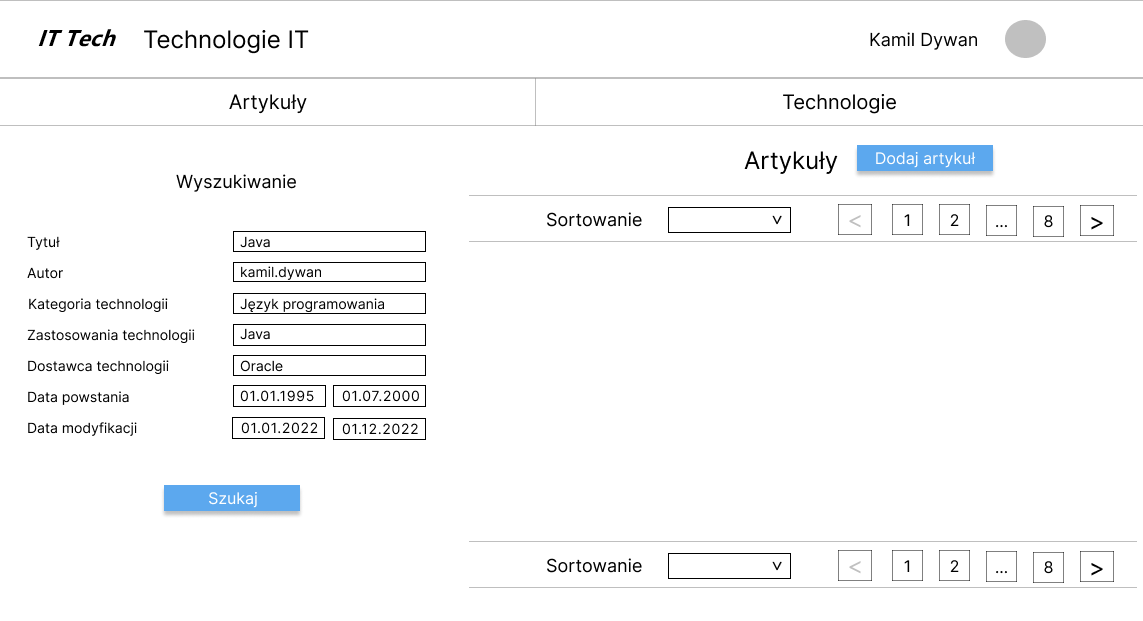 IT Tech Technologie IT Kamil Dywan
Artykuły Technologie
Artykuły Dodaj artykuł
Wyszukiwanie
Sortowanie v < 1 2 ... 8 >
Tytuł Java
Autor kamil.dywan
Kategoria technologii Język programowania
Zastosowania technologii Java
Dostawca technologii Oracle
Data powstania 01.01.1995 01.07.2000
Data modyfikacji 01.01.2022 01.12.2022
Szukaj
Sortowanie v < 1 2 ... 8 >